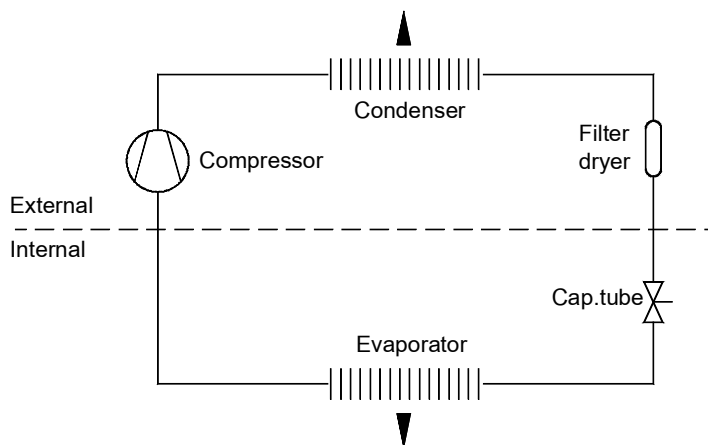 Condenser
Filter
dryer
Compressor
External
Internal
Cap.tube
Evaporator